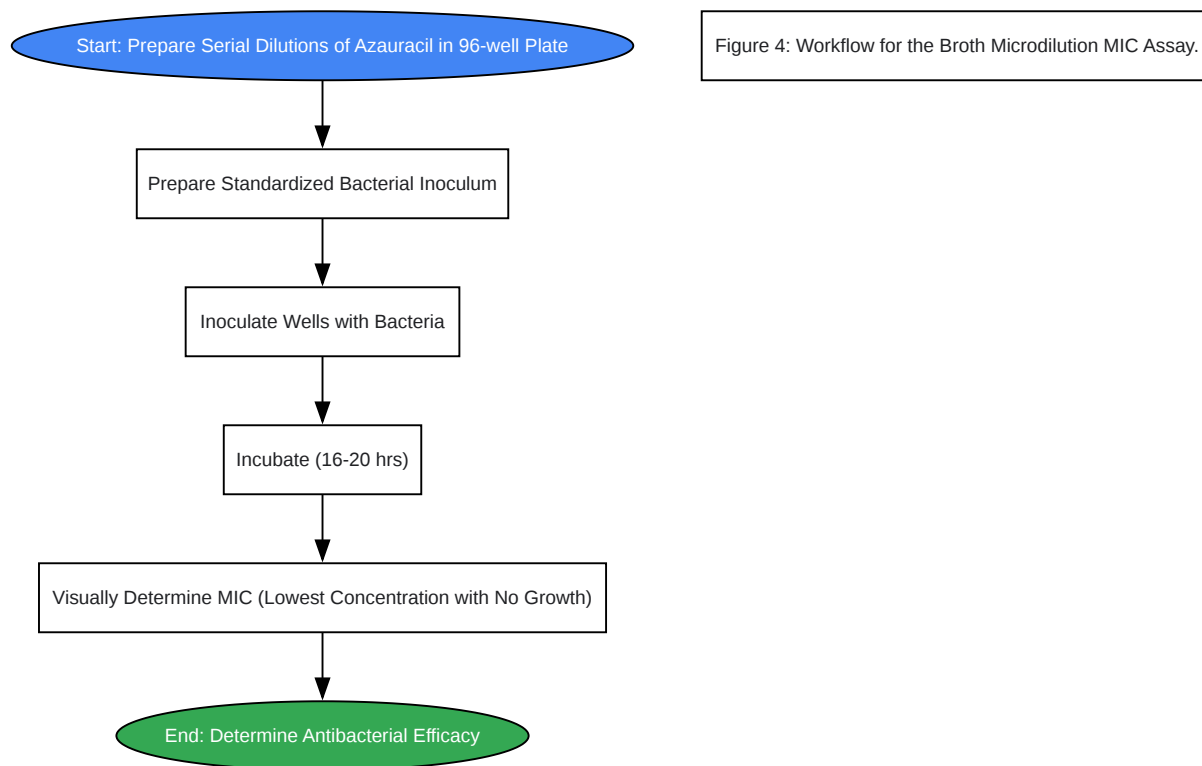 Start: Prepare Serial Dilutions of Azauracil in 96-well Plate
Figure 4: Workflow for the Broth Microdilution MIC Assay.
Prepare Standardized Bacterial Inoculum
Inoculate Wells with Bacteria
Incubate (16-20 hrs)
Visually Determine MIC (Lowest Concentration with No Growth)
End: Determine Antibacterial Efficacy